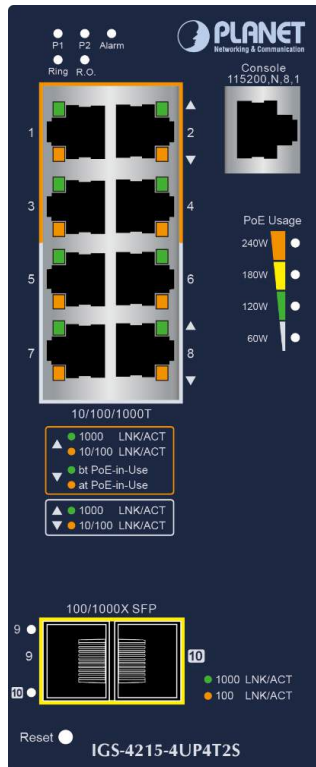 P1 P2 Alarm
Ring R.O.
PLANET
Networking & Communication
Console
115200,N,8,1
1 2
3 4
5 6
7 8
10/100/1000T
PoE Usage
240W
180W
120W
60W
1000 LNK/ACT
10/100 LNK/ACT
bt PoE-in-Use
at PoE-in-Use
1000 LNK/ACT
10/100 LNK/ACT
100/1000X SFP
9
9 10
10
1000 LNK/ACT
100 LNK/ACT
Reset
IGS-4215-4UP4T2S